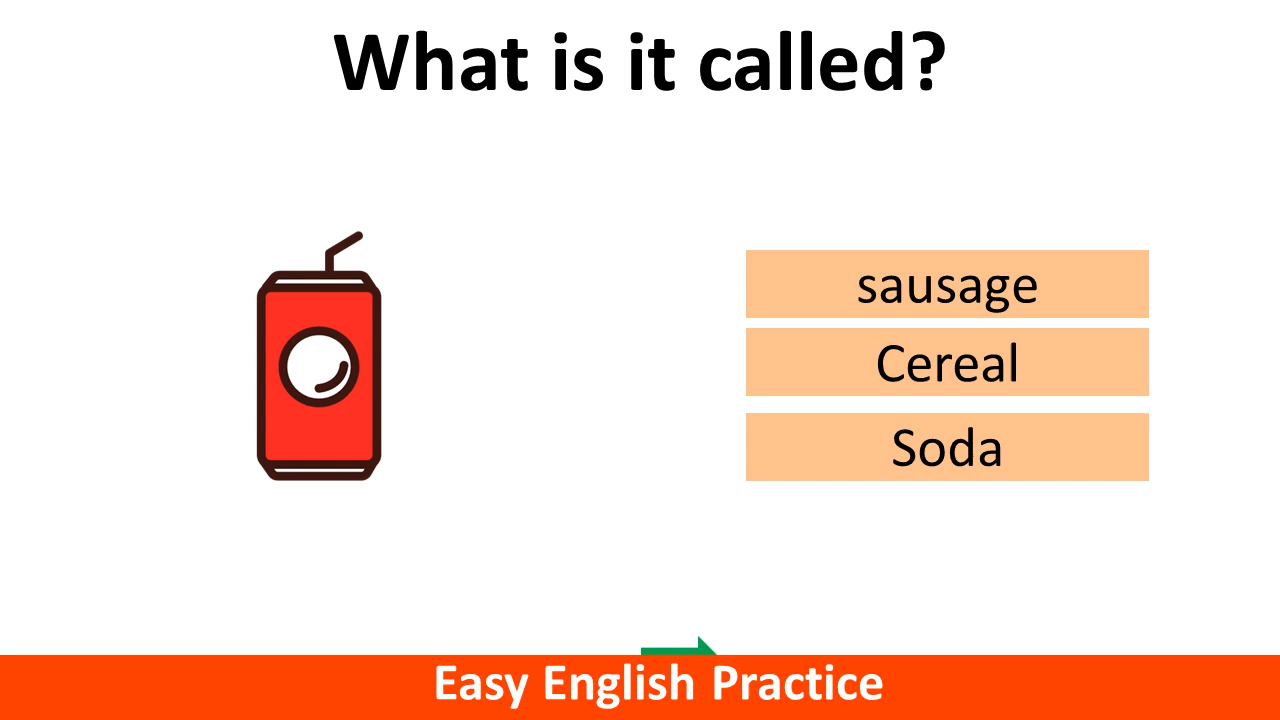 What is it called?
sausage
Cereal
Soda
Easy English Practice